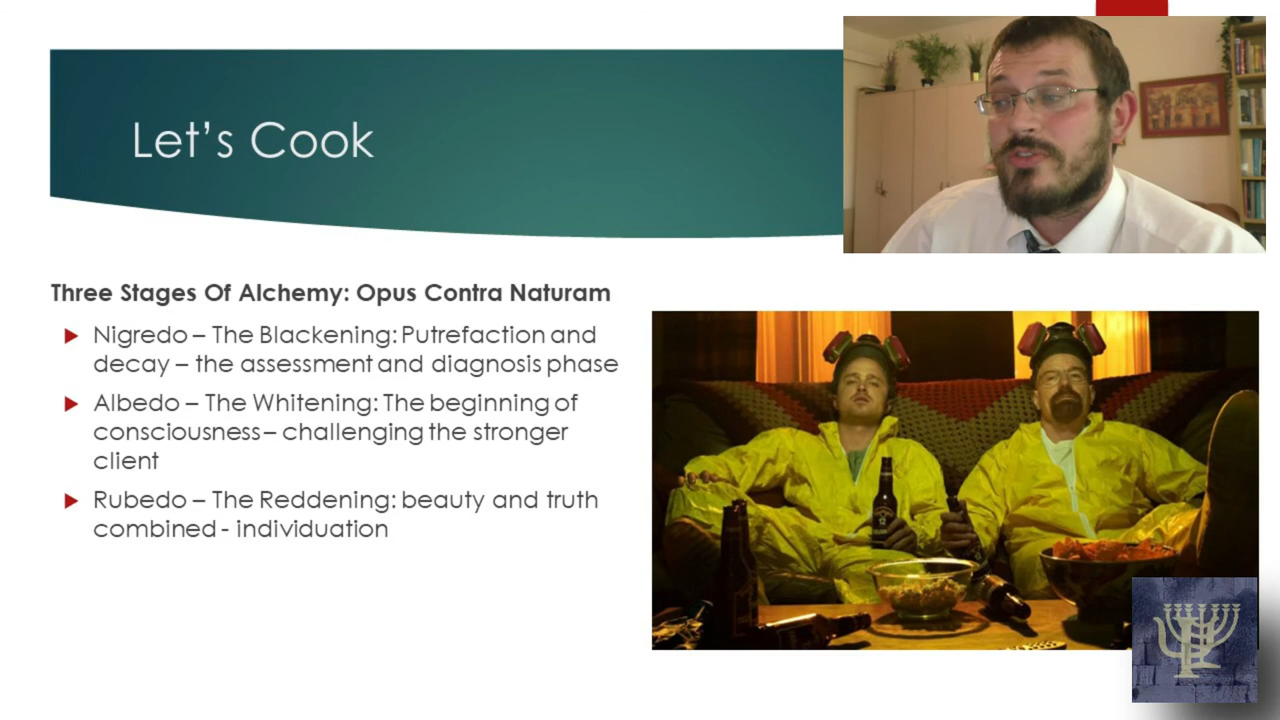 Let's Cook
Three Stages Of Alchemy: Opus Contra Naturam
Nigredo – The Blackening: Putrefaction and
decay – the assessment and diagnosis phase
Albedo – The Whitening: The beginning of
consciousness – challenging the stronger
client
Rubedo – The Reddening: beauty and truth
combined - individuation